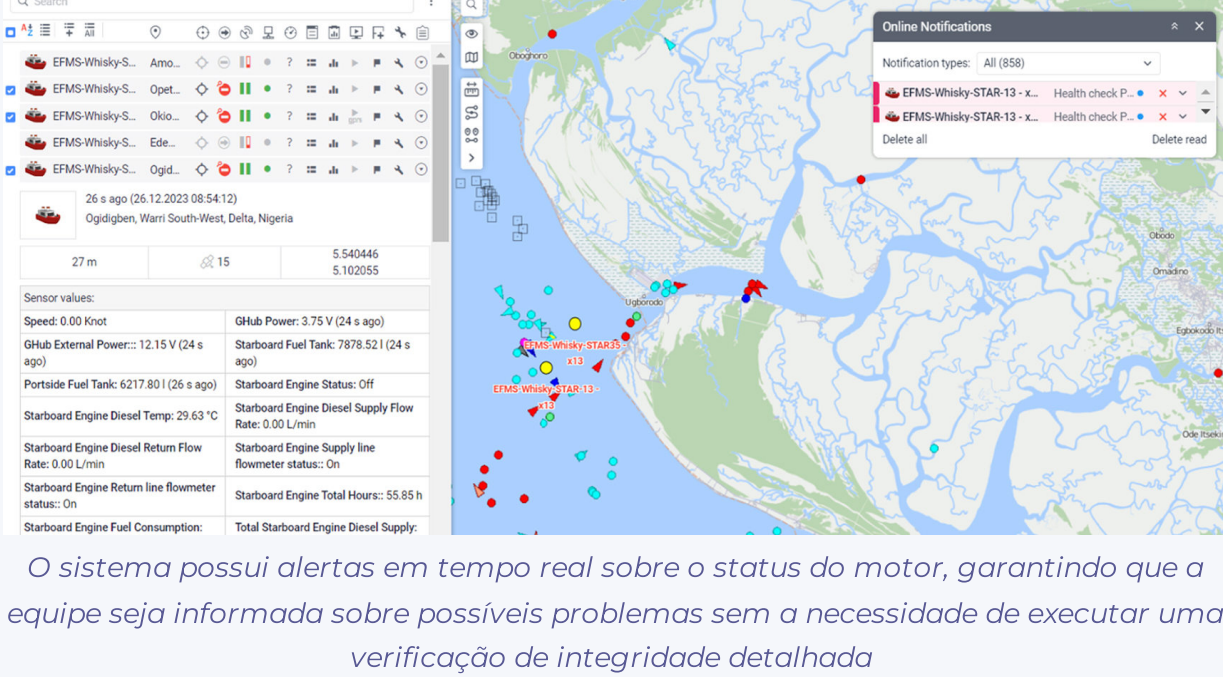 Search
EFMS-Whisky-S... Amo...
EFMS-Whisky-S... Opet...
EFMS-Whisky-S... Okio...
EFMS-Whisky-S... Ede...
EFMS-Whisky-S... Ogid...
26 s ago (26.12.2023 08:54:12)
Ogidigben, Warri South-West, Delta, Nigeria
27 m
15
5.540446
5.102055
Sensor values:
Speed: 0.00 Knot
GHub Power: 3.75 V (24 s ago)
GHub External Power::: 12.15 V (24 s
ago)
Starboard Fuel Tank: 7878.52 l (24 s
ago)
Portside Fuel Tank: 6217.80 l (26 s ago)
Starboard Engine Status: Off
Starboard Engine Diesel Temp: 29.63 °C
Starboard Engine Diesel Supply Flow
Rate: 0.00 L/min
Starboard Engine Diesel Return Flow
Rate: 0.00 L/min
Starboard Engine Supply line
flowmeter status:: On
Starboard Engine Return line flowmeter
status:: On
Starboard Engine Total Hours:: 55.85 h
Starboard Engine Fuel Consumption:
Total Starboard Engine Diesel Supply:
Oboghoro
Ugborodo
EFMS-Whisky-STAR35 -
x13
EFMS-Whisky-STAR-13 -
x13
Obodo
Omadino
Egbokodo It
Ode Itseki
Online Notifications
Notification types: All (858)
EFMS-Whisky-STAR-13 - x... Health check P...
EFMS-Whisky-STAR-13 - x... Health check P...
Delete all
Delete read
O sistema possui alertas em tempo real sobre o status do motor, garantindo que a
equipe seja informada sobre possíveis problemas sem a necessidade de executar uma
verificação de integridade detalhada